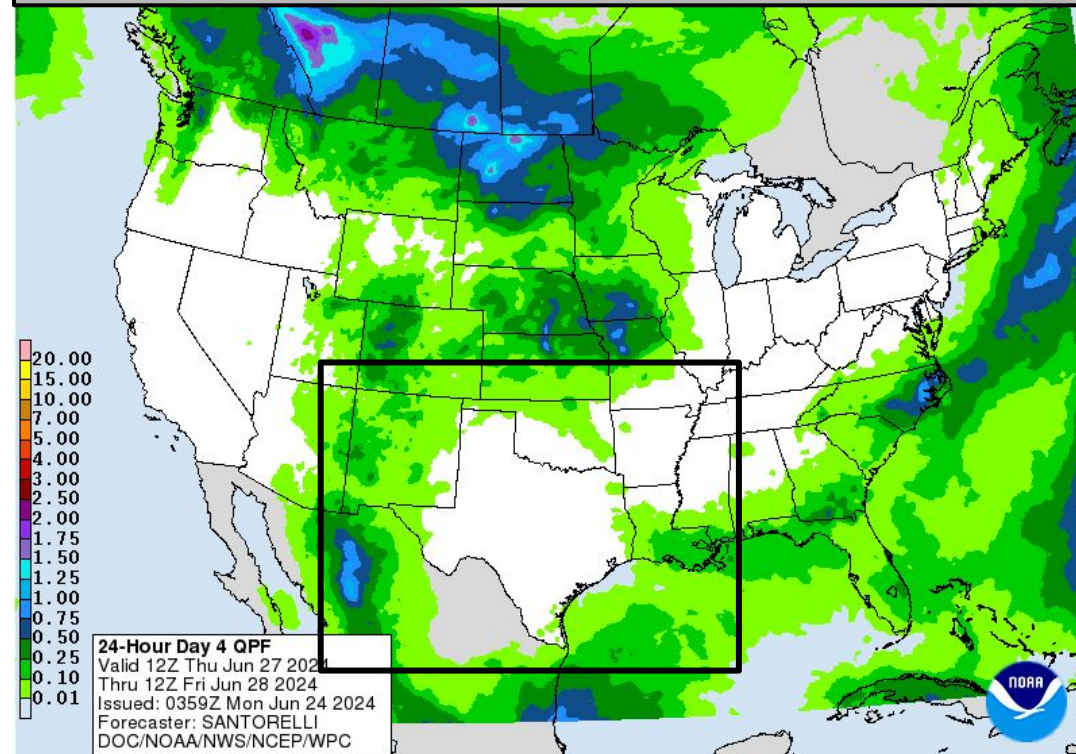 20.00
15.00
10.00
7.00
5.00
4.00
3.00
2.50
2.00
1.75
1.50
1.25
1.00
0.75
0.50
0.25
0.10
0.01
24-Hour Day 4 QPF
Valid 12Z Thu Jun 27 2024
Thru 12Z Fri Jun 28 2024
Issued: 0359Z Mon Jun 24 2024
Forecaster: SANTORELLI
DOC/NOAA/NWS/NCEP/WPC
NOAA